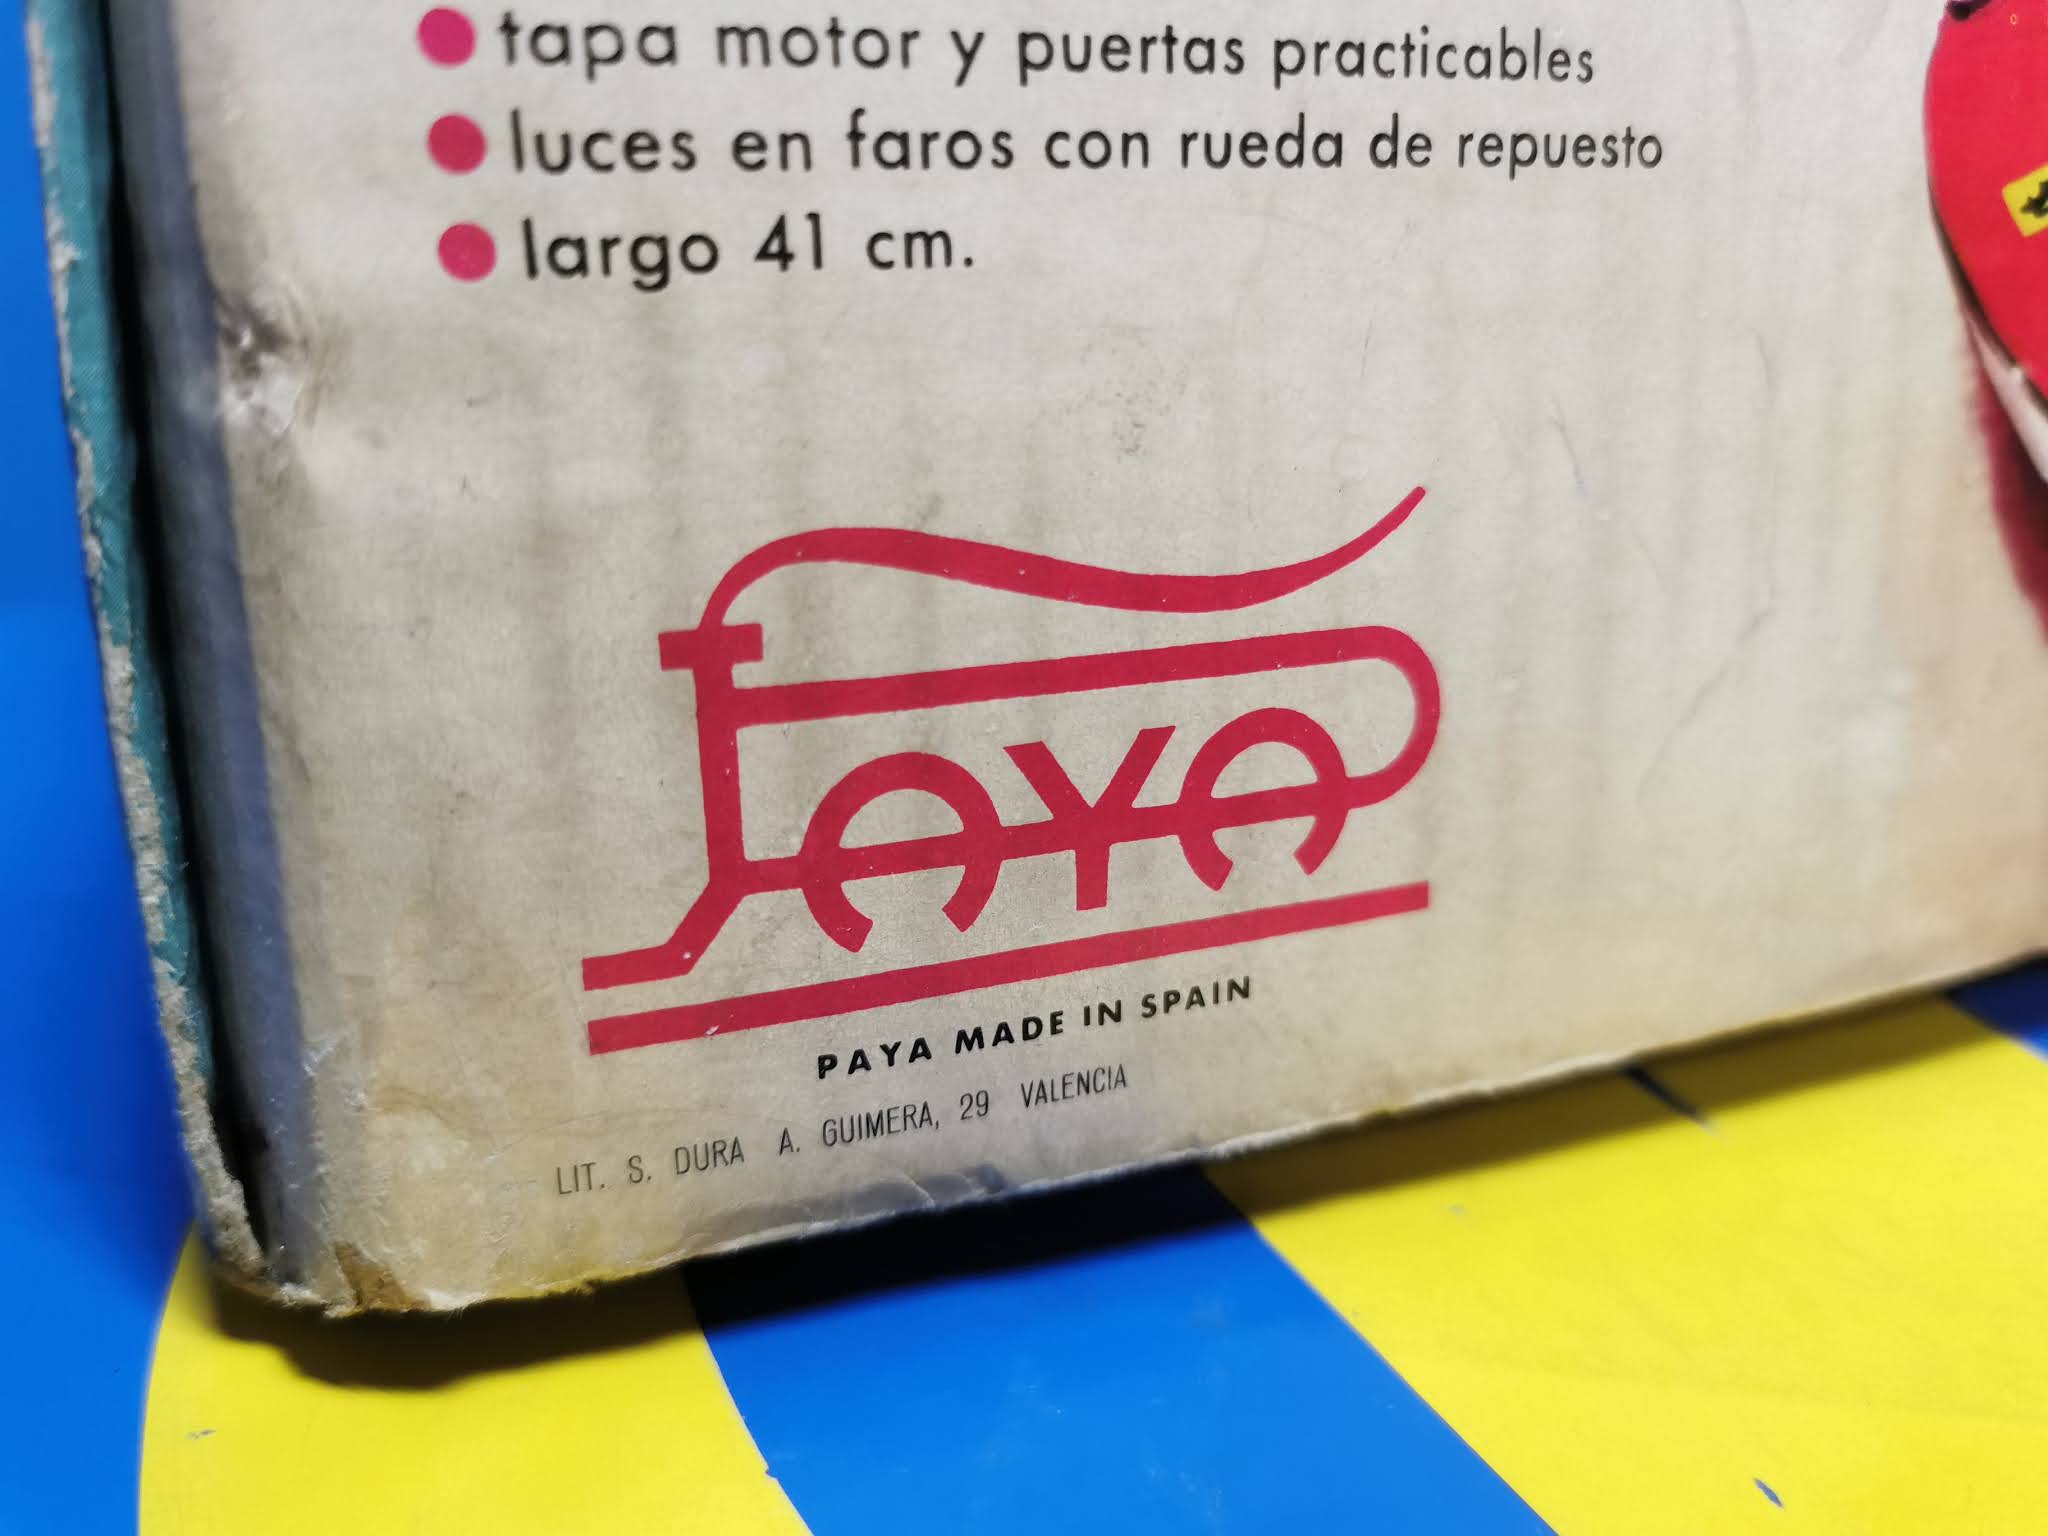 tapa motor y puertas practicables
luces en faros con rueda de repuesto
largo 41 cm.
PAYA
PAYA MADE IN SPAIN
LIT. S. DURA A. GUIMERA, 29 VALENCIA